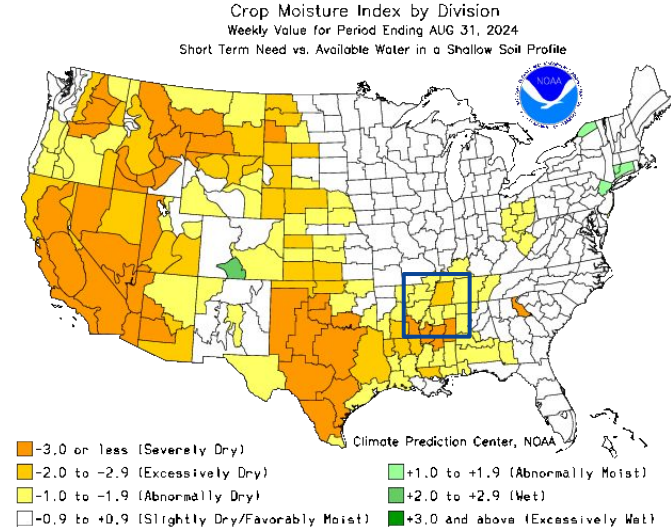 Crop Moisture Index by Division
Weekly Value for Period Ending AUG 31, 2024
Short Term Need vs. Available Water in a Shallow Soil Profile
NOAA
Climate Prediction Center, NOAA
-3.0 or less (Severely Dry)
-2.0 to -2.9 (Excessively Dry)
-1.0 to -1.9 (Abnormally Dry)
-0.9 to +0.9 (Slightly Dry/Favorably Moist)
+1.0 to +1.9 (Abnormally Moist)
+2.0 to +2.9 (Wet)
+3.0 and above (Excessively Wet)